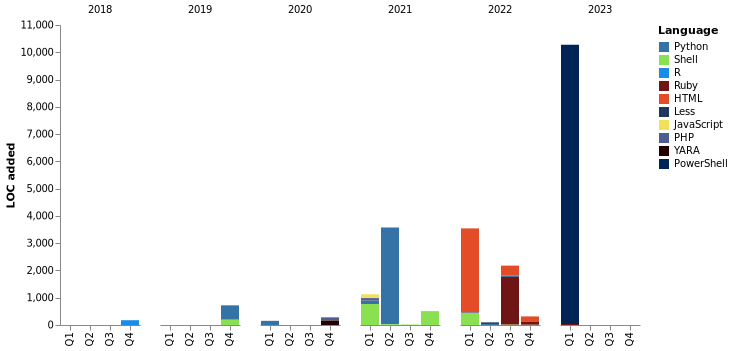 2018 2019 2020 2021 2022 2023
LOC added
11,000
10,000
9,000
8,000
7,000
6,000
5,000
4,000
3,000
2,000
1,000
0
Q1 Q2 Q3 Q4 Q1 Q2 Q3 Q4 Q1 Q2 Q3 Q4 Q1 Q2 Q3 Q4 Q1 Q2 Q3 Q4 Q1 Q2 Q3 Q4
Language
Python
Shell
R
Ruby
HTML
Less
JavaScript
PHP
YARA
PowerShell